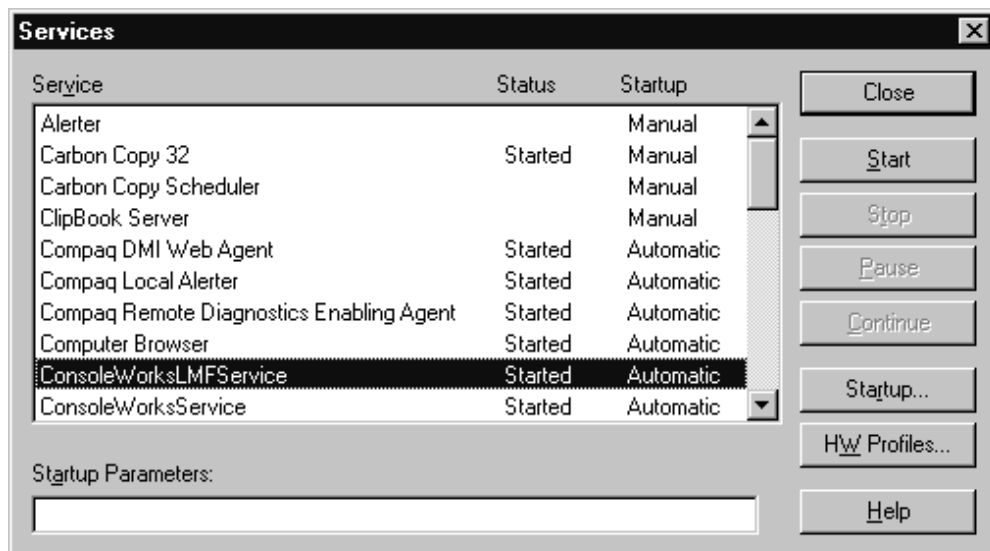 Services
Service Status Startup
Alerter Manual
Carbon Copy 32 Started Manual
Carbon Copy Scheduler Manual
ClipBook Server Manual
Compaq DMI Web Agent Started Automatic
Compaq Local Alerter Started Automatic
Compaq Remote Diagnostics Enabling Agent Started Automatic
Computer Browser Started Automatic
ConsoleWorksLMFService Started Automatic
ConsoleWorksService Started Automatic
Startup Parameters:
Close
Start
Stop
Pause
Continue
Startup...
HW Profiles...
Help